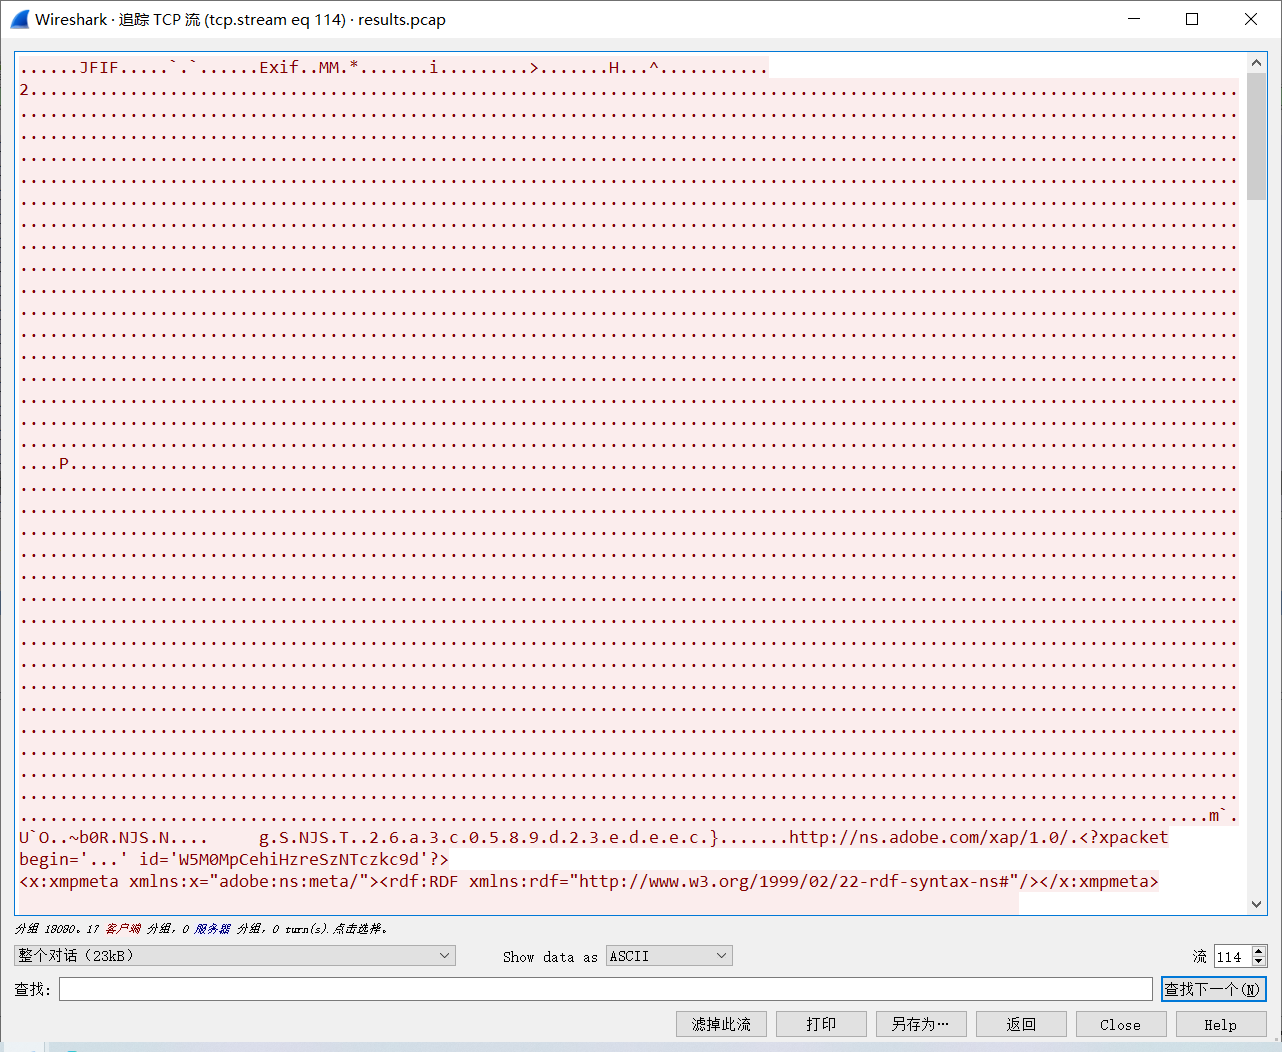 Wireshark · 追踪 TCP 流 (tcp.stream eq 114) · results.pcap
......JFIF.....`.`......Exif..MM.*.......i.........>.......H...^...........
2........................................................................................................................
....P....................................................................................................................
.......................................................................................................................m`.
U`O..~b0R.NJS.N....     g.S.NJS.T..2.6.a.3.c.0.5.8.9.d.2.3.e.d.e.e.c.}.......http://ns.adobe.com/xap/1.0/.<?xpacket
begin='...' id='W5M0MpCehiHzreSzNTczkc9d'?>
<x:xmpmeta xmlns:x="adobe:ns:meta/"><rdf:RDF xmlns:rdf="http://www.w3.org/1999/02/22-rdf-syntax-ns#"/></x:xmpmeta>
分组 18080。17 客户端 分组，0 服务器 分组，0 turn(s).点击选择。
整个对话（23kB）
Show data as
ASCII
流
114
查找:
查找下一个(N)
滤掉此流
打印
另存为…
返回
Close
Help